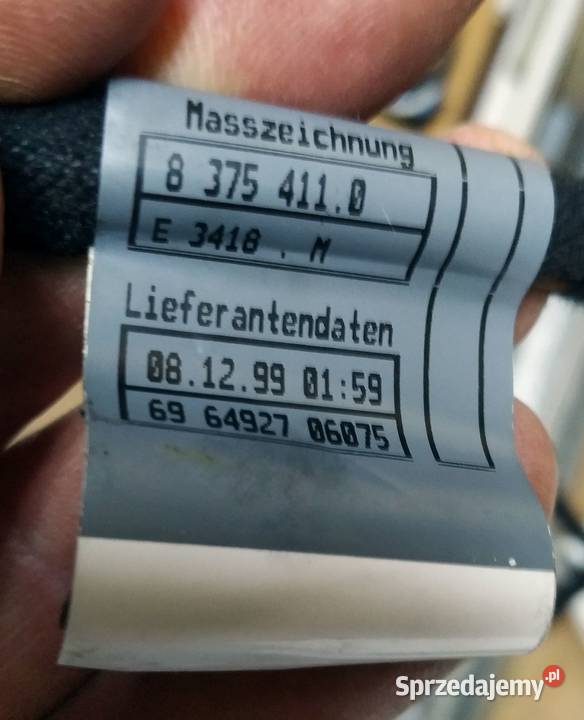 Masszeichnung
8 375 411.0
E 3418 . M
Lieferantendaten
08.12.99 01:59
69 64927 06075
Sprzedajemy.pl